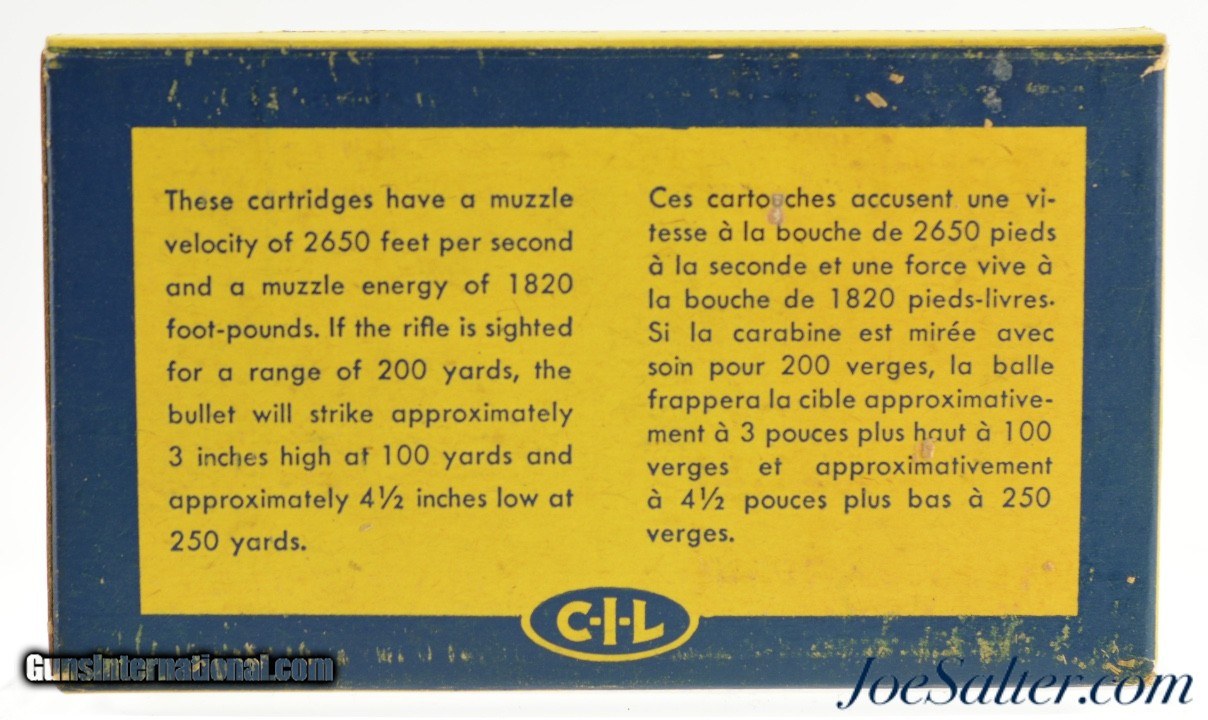 These cartridges have a muzzle
velocity of 2650 feet per second
and a muzzle energy of 1820
foot-pounds. If the rifle is sighted
for a range of 200 yards, the
bullet will strike approximately
3 inches high at 100 yards and
approximately 4½ inches low at
250 yards.
Ces cartouches accusent une vi-
tesse à la bouche de 2650 pieds
à la seconde et une force vive à
la bouche de 1820 pieds-livres.
Si la carabine est mirée avec
soin pour 200 verges, la balle
frappera la cible approximative-
ment à 3 pouces plus haut à 100
verges et approximativement
à 4½ pouces plus bas à 250
verges.
C-I-L
GunsInternational.com
JoeSalter.com